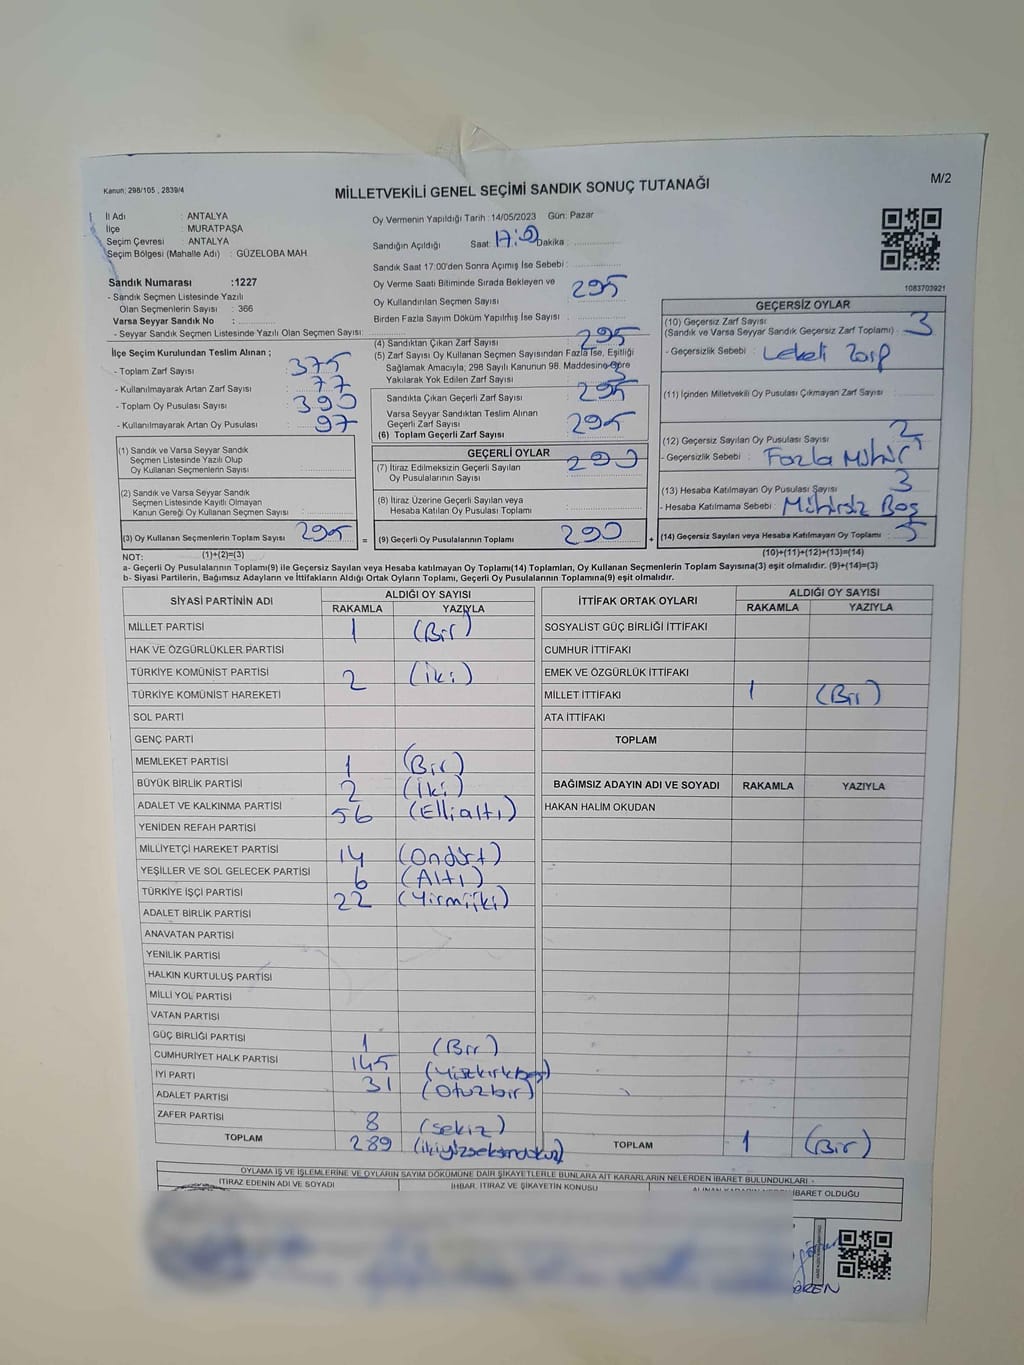 Kanun: 298/105 , 2839/4
MİLLETVEKİLİ GENEL SEÇİMİ SANDIK SONUÇ TUTANAĞI
M/2
İl Adı : ANTALYA
İlçe : MURATPAŞA
Seçim Çevresi : ANTALYA
Seçim Bölgesi (Mahalle Adı) : GÜZELOBA MAH
Sandık Numarası :1227
- Sandık Seçmen Listesinde Yazılı
Olan Seçmenlerin Sayısı : 366
Varsa Seyyar Sandık No :
- Seyyar Sandık Seçmen Listesinde Yazılı Olan Seçmen Sayısı:
Oy Vermenin Yapıldığı Tarih : 14/05/2023 Gün: Pazar
Sandığın Açıldığı Saat: 17: Dakika :
Sandık Saat 17:00'den Sonra Açılmış İse Sebebi :
Oy Verme Saati Bitiminde Sırada Bekleyen ve
Oy Kullandırılan Seçmen Sayısı 295
Birden Fazla Sayım Döküm Yapılmış İse Sayısı :
1083703921
İlçe Seçim Kurulundan Teslim Alınan ;
- Toplam Zarf Sayısı : 375
- Kullanılmayarak Artan Zarf Sayısı : 77
- Toplam Oy Pusulası Sayısı : 390
- Kullanılmayarak Artan Oy Pusulası : 97
(1) Sandık ve Varsa Seyyar Sandık
Seçmen Listesinde Yazılı Olup
Oy Kullanan Seçmenlerin Sayısı
(2) Sandık ve Varsa Seyyar Sandık
Seçmen Listesinde Kayıtlı Olmayan
Kanun Gereği Oy Kullanan Seçmen Sayısı :
(3) Oy Kullanan Seçmenlerin Toplam Sayısı 295
(4) Sandıktan Çıkan Zarf Sayısı 295
(5) Zarf Sayısı Oy Kullanan Seçmen Sayısından Fazla İse, Eşitliği
Sağlamak Amacıyla; 298 Sayılı Kanunun 98. Maddesine Göre
Yakılarak Yok Edilen Zarf Sayısı 3
Sandıkta Çıkan Geçerli Zarf Sayısı 295
Varsa Seyyar Sandıktan Teslim Alınan
Geçerli Zarf Sayısı 295
(6) Toplam Geçerli Zarf Sayısı
GEÇERLİ OYLAR
(7) İtiraz Edilmeksizin Geçerli Sayılan
Oy Pusulalarının Sayısı 290
(8) İtiraz Üzerine Geçerli Sayılan veya
Hesaba Katılan Oy Pusulası Toplamı
= (9) Geçerli Oy Pusulalarının Toplamı 290 +
GEÇERSİZ OYLAR
(10) Geçersiz Zarf Sayısı
(Sandık ve Varsa Seyyar Sandık Geçersiz Zarf Toplamı) : 3
- Geçersizlik Sebebi : Lekeli Zarf
(11) İçinden Milletvekili Oy Pusulası Çıkmayan Zarf Sayısı :
(12) Geçersiz Sayılan Oy Pusulası Sayısı : 2
- Geçersizlik Sebebi : Fazla Mühür
(13) Hesaba Katılmayan Oy Pusulası Sayısı : 3
- Hesaba Katılmama Sebebi : Mühürsüz Boş
(14) Geçersiz Sayılan veya Hesaba Katılmayan Oy Toplamı : 5
NOT: (1)+(2)=(3)
(10)+(11)+(12)+(13)=(14)
a- Geçerli Oy Pusulalarının Toplamı(9) ile Geçersiz Sayılan veya Hesaba katılmayan Oy Toplamı(14) Toplamları, Oy Kullanan Seçmenlerin Toplam Sayısına(3) eşit olmalıdır. (9)+(14)=(3)
b- Siyasi Partilerin, Bağımsız Adayların ve İttifakların Aldığı Ortak Oyların Toplamı, Geçerli Oy Pusulalarının Toplamına(9) eşit olmalıdır.
SİYASİ PARTİNİN ADI ALDIĞI OY SAYISI
RAKAMLA YAZIYLA
MİLLET PARTİSİ 1 (Bir)
HAK VE ÖZGÜRLÜKLER PARTİSİ
TÜRKİYE KOMÜNİST PARTİSİ 2 (İki)
TÜRKİYE KOMÜNİST HAREKETİ
SOL PARTİ
GENÇ PARTİ
MEMLEKET PARTİSİ 1 (Bir)
BÜYÜK BİRLİK PARTİSİ 2 (İki)
ADALET VE KALKINMA PARTİSİ 56 (Ellialtı)
YENİDEN REFAH PARTİSİ
MİLLİYETÇİ HAREKET PARTİSİ 14 (Ondört)
YEŞİLLER VE SOL GELECEK PARTİSİ 6 (Altı)
TÜRKİYE İŞÇİ PARTİSİ 22 (Yirmiiki)
ADALET BİRLİK PARTİSİ
ANAVATAN PARTİSİ
YENİLİK PARTİSİ
HALKIN KURTULUŞ PARTİSİ
MİLLİ YOL PARTİSİ
VATAN PARTİSİ
GÜÇ BİRLİĞİ PARTİSİ 1 (Bir)
CUMHURİYET HALK PARTİSİ 145 (Yüzkırkbeş)
İYİ PARTİ 31 (Otuzbir)
ADALET PARTİSİ
ZAFER PARTİSİ 8 (Sekiz)
TOPLAM 289 (ikiyüzseksendokuz)
İTTİFAK ORTAK OYLARI ALDIĞI OY SAYISI
RAKAMLA YAZIYLA
SOSYALİST GÜÇ BİRLİĞİ İTTİFAKI
CUMHUR İTTİFAKI
EMEK VE ÖZGÜRLÜK İTTİFAKI
MİLLET İTTİFAKI 1 (Bir)
ATA İTTİFAKI
TOPLAM
BAĞIMSIZ ADAYIN ADI VE SOYADI RAKAMLA YAZIYLA
HAKAN HALİM OKUDAN
TOPLAM 1 (Bir)
OYLAMA İŞ VE İŞLEMLERİNE VE OYLARIN SAYIM DÖKÜMÜNE DAİR ŞİKAYETLERLE BUNLARA AİT KARARLARIN NELERDEN İBARET BULUNDUKLARI :
İTİRAZ EDENİN ADI VE SOYADI İHBAR, İTİRAZ VE ŞİKAYETİN KONUSU İBARET OLDUĞU